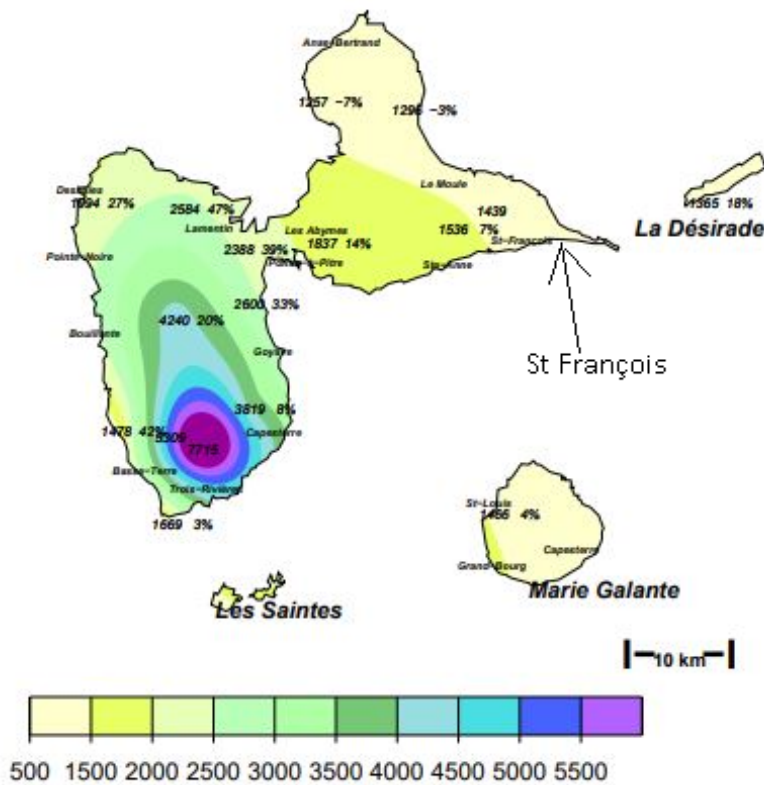 Anse-Bertrand
1257 -7%
1296 -3%
Deshaies
1994 27%
2584 47%
Lamentin
Le Moule
1439
1365 18%
La Désirade
Les Abymes
1837 14%
1536 7%
St-François
2388 39%
Pointe-à-Pitre
Ste-Anne
Pointe-Noire
2600 33%
4240 20%
Bouillante
Goyave
St François
3819 8%
1478 42%
5309
Capesterre
7715
Basse-Terre
Trois-Rivières
1669 3%
St-Louis
1466 4%
Capesterre
Grand-Bourg
Marie Galante
Les Saintes
10 km
500 1500 2000 2500 3000 3500 4000 4500 5000 5500